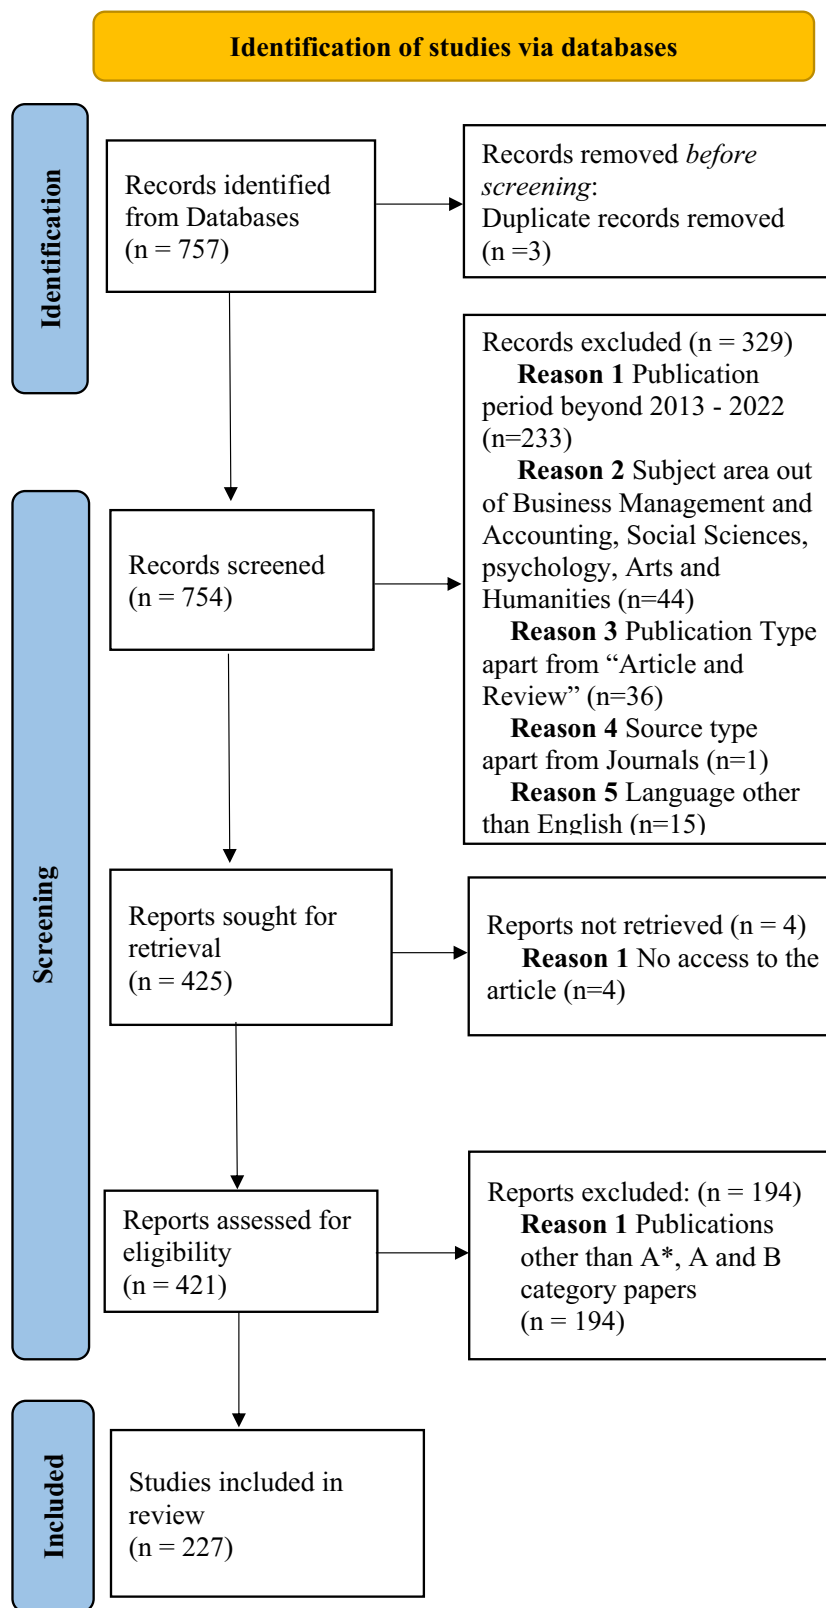 Identification of studies via databases
Identification
Records identified
from Databases
(n = 757)
Records removed before
screening:
Duplicate records removed
(n =3)
Records excluded (n = 329)
Reason 1 Publication
period beyond 2013 - 2022
(n=233)
Reason 2 Subject area out
of Business Management and
Accounting, Social Sciences,
psychology, Arts and
Humanities (n=44)
Reason 3 Publication Type
apart from “Article and
Review” (n=36)
Reason 4 Source type
apart from Journals (n=1)
Reason 5 Language other
than English (n=15)
Screening
Records screened
(n = 754)
Reports sought for
retrieval
(n = 425)
Reports not retrieved (n = 4)
Reason 1 No access to the
article (n=4)
Reports assessed for
eligibility
(n = 421)
Reports excluded: (n = 194)
Reason 1 Publications
other than A*, A and B
category papers
(n = 194)
Included
Studies included in
review
(n = 227)